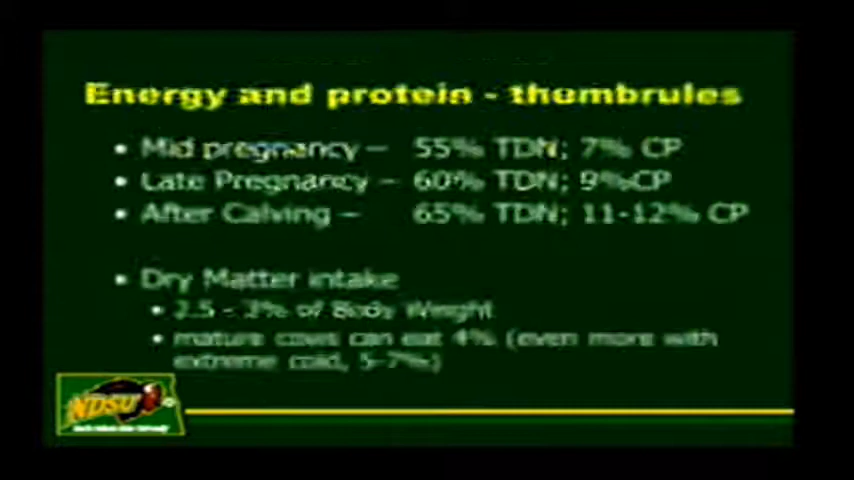 Energy and protein - thumbrules
• Mid pregnancy – 55% TDN; 7% CP
• Late Pregnancy – 60% TDN; 9%CP
• After Calving – 65% TDN; 11-12% CP
• Dry Matter intake
• 2.5 - 3% of Body Weight
• mature cows can eat 4% (even more with
extreme cold, 5-7%)
NDSU